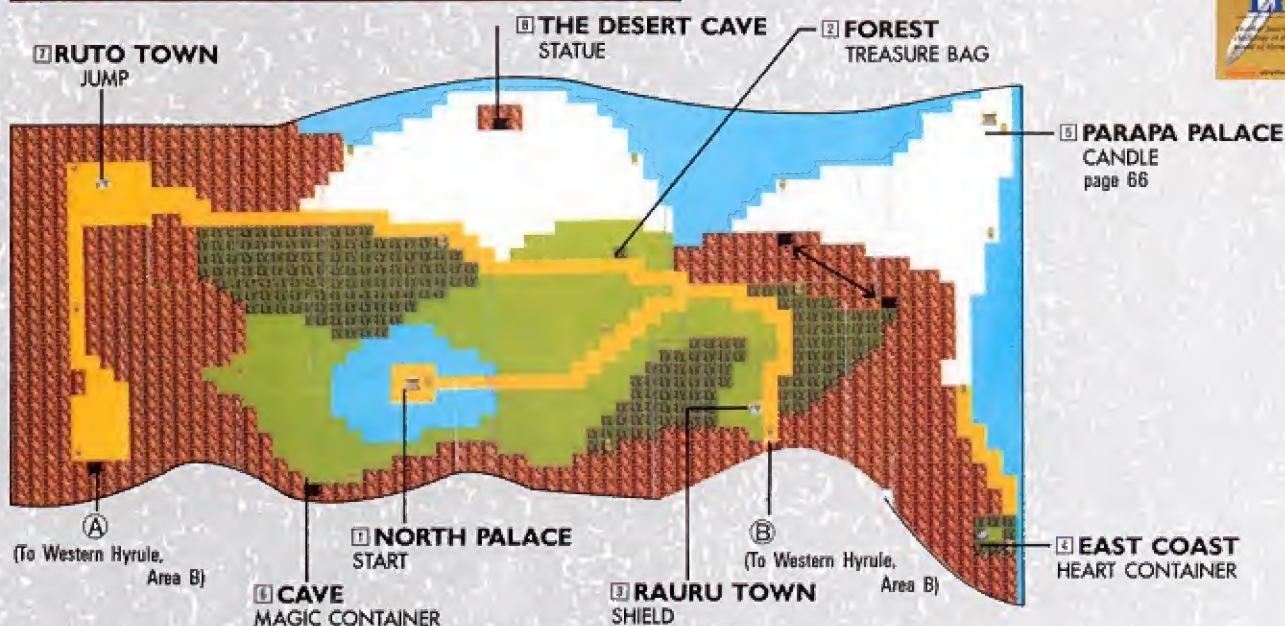 7 RUTO TOWN
JUMP
8 THE DESERT CAVE
STATUE
2 FOREST
TREASURE BAG
5 PARAPA PALACE
CANDLE
page 66
A
(To Western Hyrule,
Area B)
6 CAVE
MAGIC CONTAINER
1 NORTH PALACE
START
3 RAURU TOWN
SHIELD
B
(To Western Hyrule,
Area B)
4 EAST COAST
HEART CONTAINER